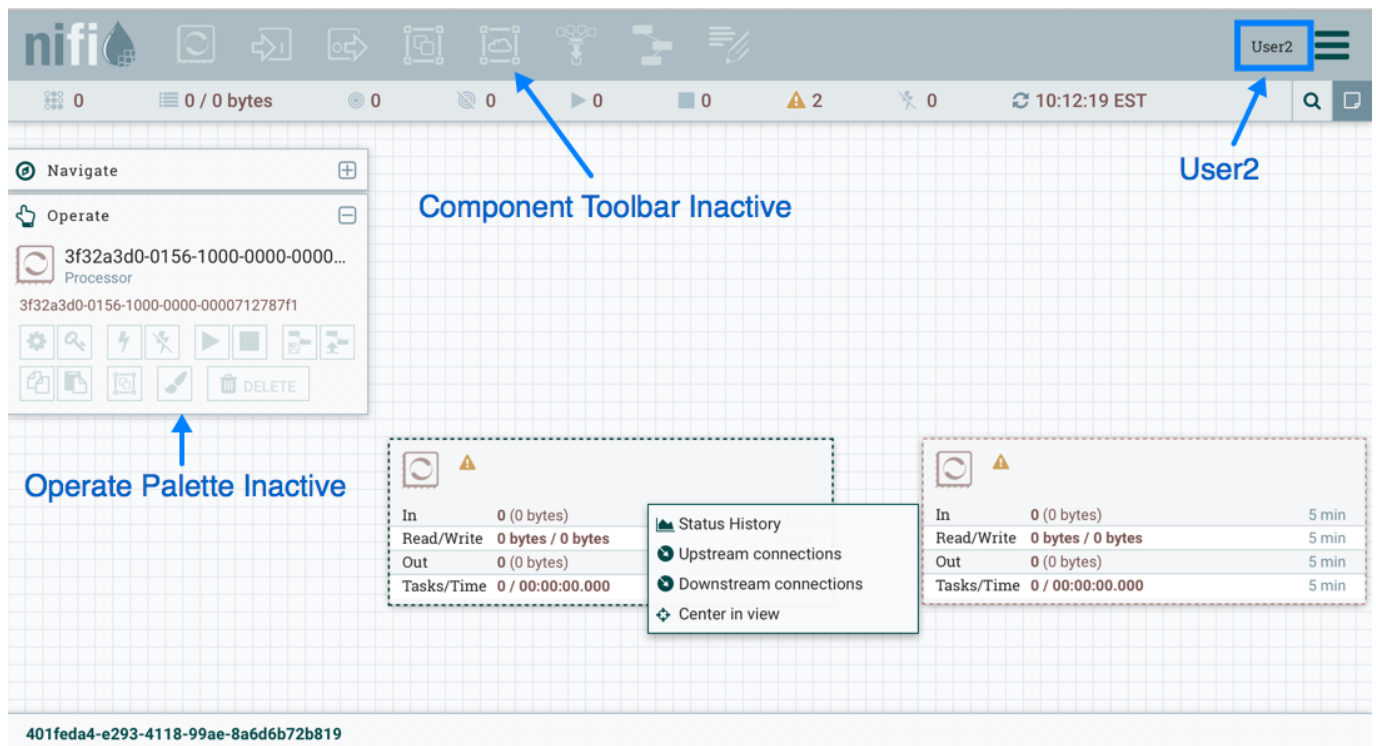 nifi
User2
0
0 / 0 bytes
0
0
0
0
2
0
10:12:19 EST
User2
Component Toolbar Inactive
Navigate
Operate
3f32a3d0-0156-1000-0000-0000...
Processor
3f32a3d0-0156-1000-0000-0000712787f1
DELETE
Operate Palette Inactive
In 0 (0 bytes)
Read/Write 0 bytes / 0 bytes
Out 0 (0 bytes)
Tasks/Time 0 / 00:00:00.000
Status History
Upstream connections
Downstream connections
Center in view
In 0 (0 bytes) 5 min
Read/Write 0 bytes / 0 bytes 5 min
Out 0 (0 bytes) 5 min
Tasks/Time 0 / 00:00:00.000 5 min
401feda4-e293-4118-99ae-8a6d6b72b819